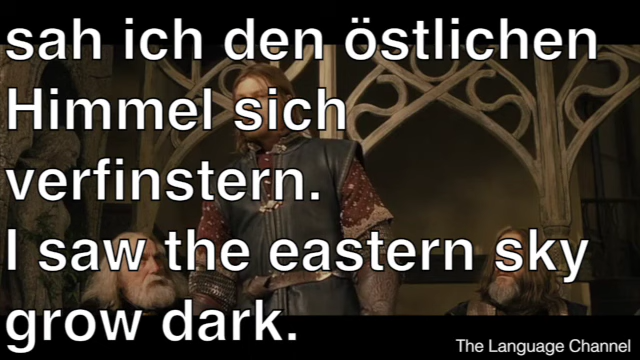 sah ich den östlichen
Himmel sich
verfinstern.
I saw the eastern sky
grow dark.
The Language Channel